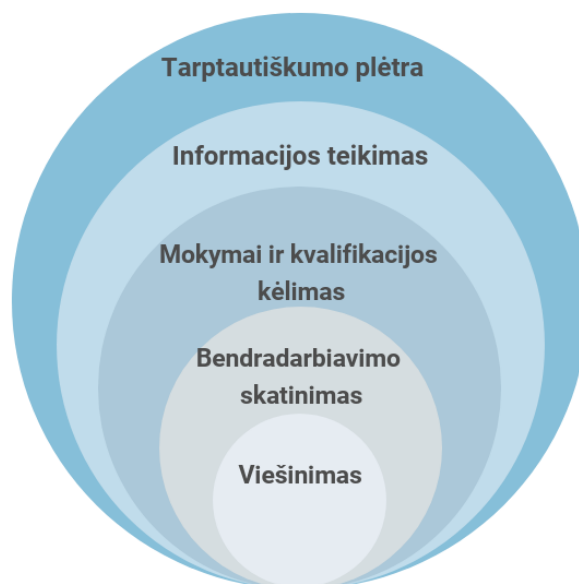 Tarptautiškumo plėtra
Informacijos teikimas
Mokymai ir kvalifikacijos
kėlimas
Bendradarbiavimo
skatinimas
Viešinimas